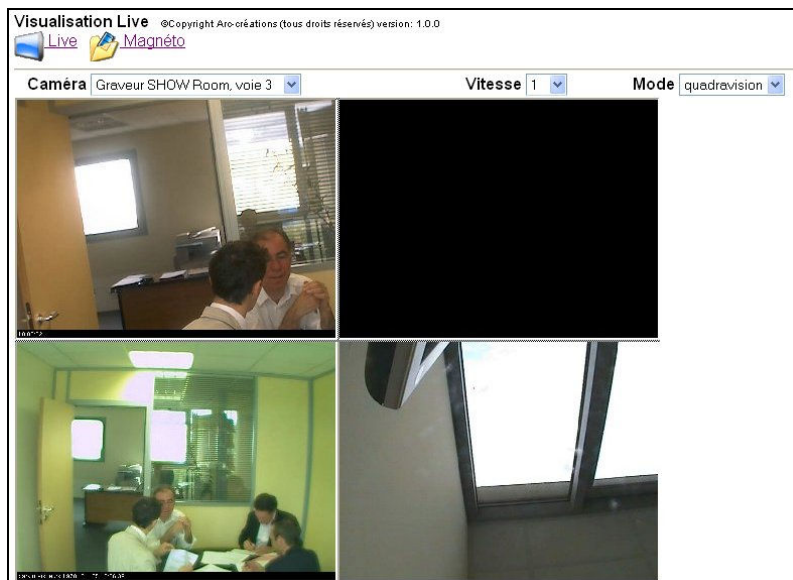 Visualisation Live ©Copyright Arc-créations (tous droits réservés) version: 1.0.0
Live Magnéto
Caméra Graveur SHOW Room, voie 3 Vitesse 1 Mode quadravision